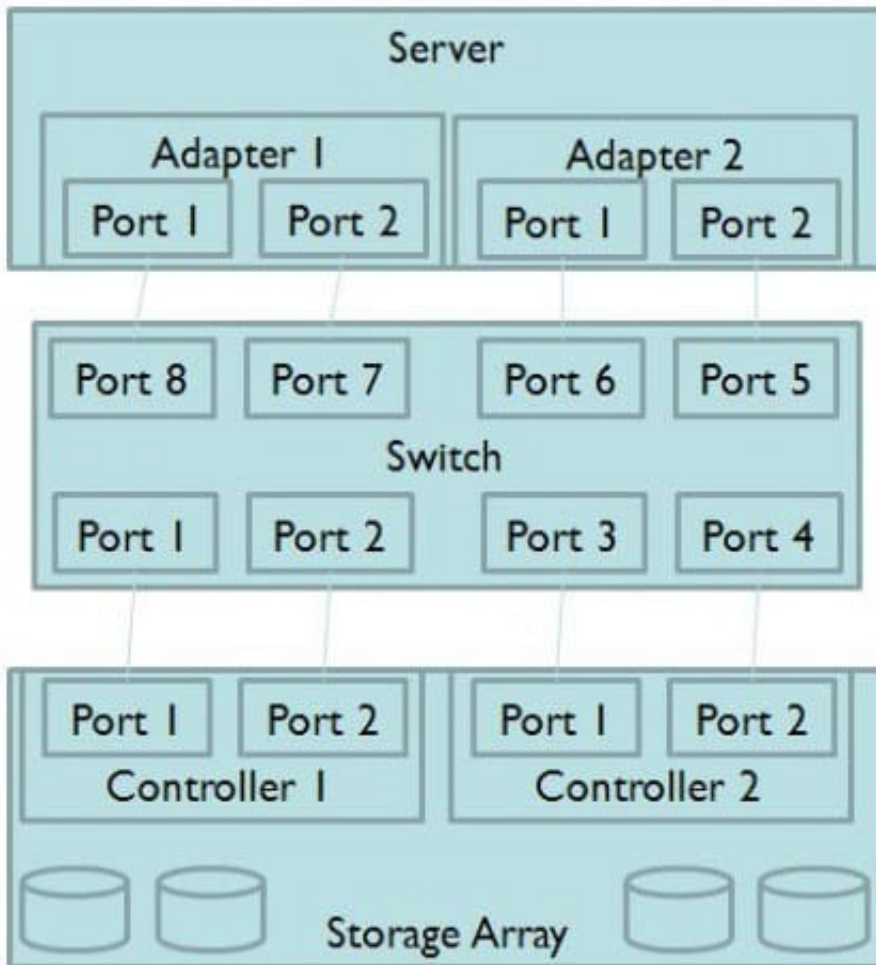 Server
Adapter 1 Adapter 2
Port 1 Port 2 Port 1 Port 2
Port 8 Port 7 Port 6 Port 5
Switch
Port 1 Port 2 Port 3 Port 4
Port 1 Port 2 Port 1 Port 2
Controller 1 Controller 2
Storage Array